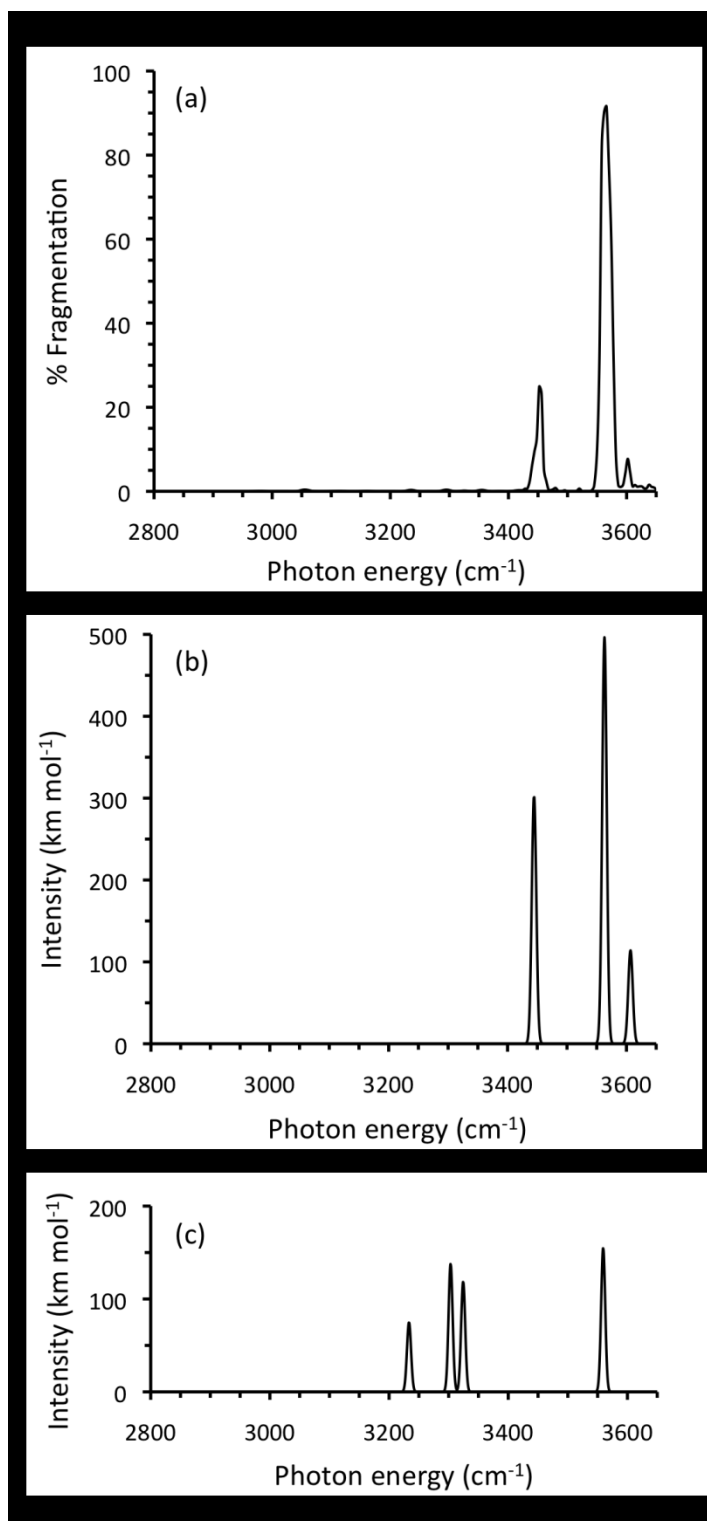 (a)
% Fragmentation
100
80
60
40
20
0
2800 3000 3200 3400 3600
Photon energy (cm⁻¹)
(b)
Intensity (km mol⁻¹)
500
400
300
200
100
0
2800 3000 3200 3400 3600
Photon energy (cm⁻¹)
(c)
Intensity (km mol⁻¹)
200
100
0
2800 3000 3200 3400 3600
Photon energy (cm⁻¹)